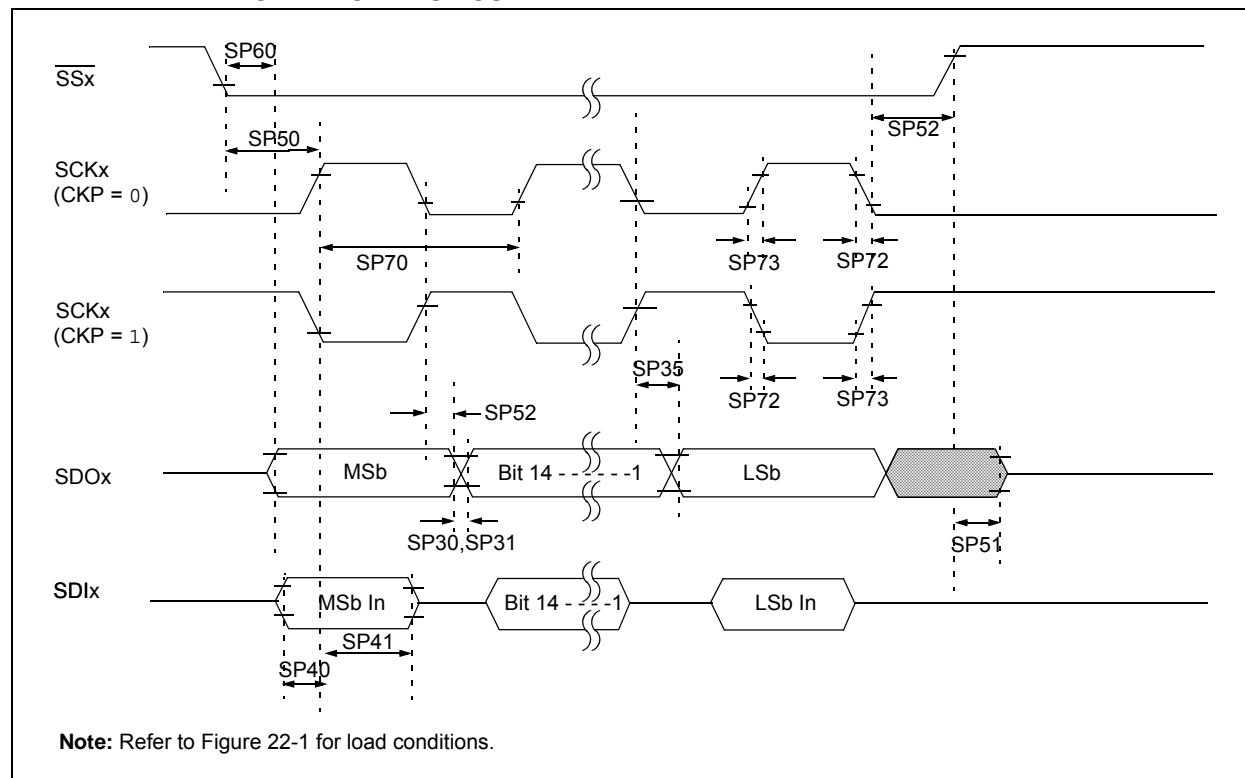 SP60
SSx
SP50
SP52
SCKx
(CKP = 0)
SP70
SP73
SP72
SCKx
(CKP = 1)
SP35
SP72
SP73
SP52
SDOx
MSb
Bit 14 - - - - - -1
LSb
SP30,SP31
SP51
SDIx
MSb In
Bit 14 - - - -1
LSb In
SP41
SP40
Note: Refer to Figure 22-1 for load conditions.